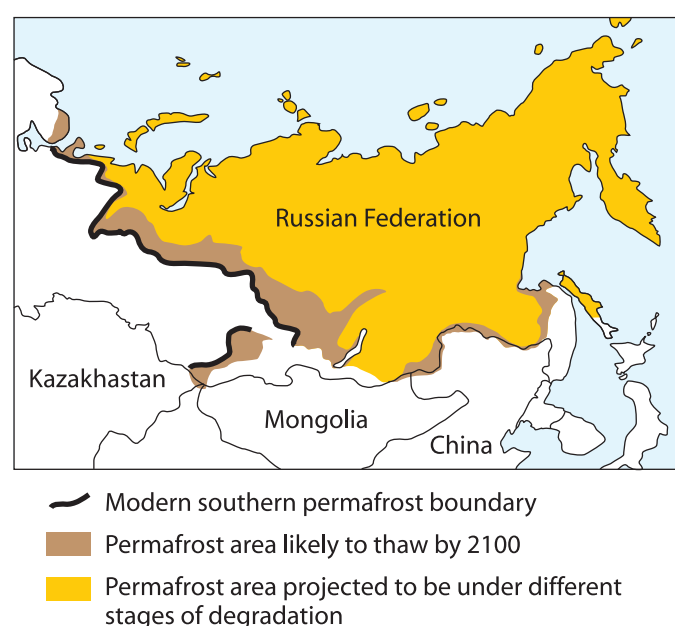 Russian Federation
Kazakhastan
Mongolia
China
Modern southern permafrost boundary
Permafrost area likely to thaw by 2100
Permafrost area projected to be under different
stages of degradation